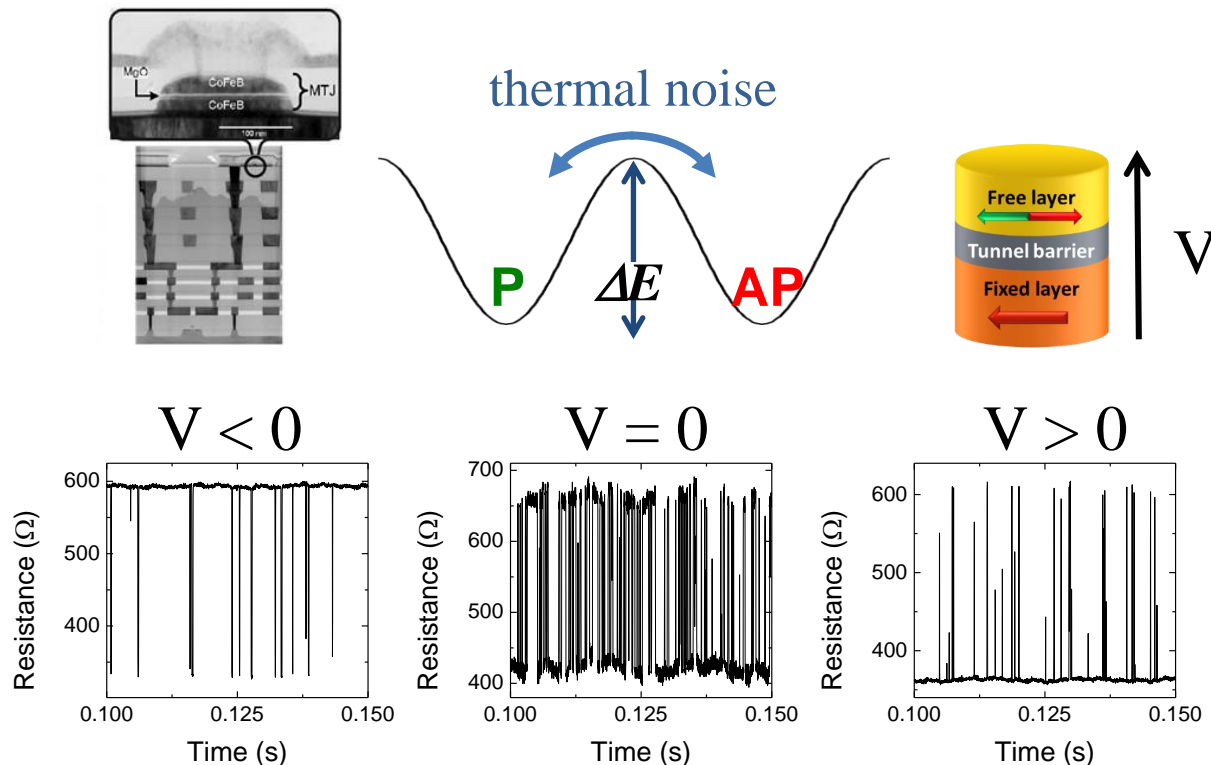 MgO
CoFeB
CoFeB
MTJ
100 nm
thermal noise
P
ΔE
AP
Free layer
Tunnel barrier
Fixed layer
V
V < 0
V = 0
V > 0
Resistance (Ω)
600
500
400
0.100
0.125
0.150
Time (s)
Resistance (Ω)
700
600
500
400
0.100
0.125
0.150
Time (s)
Resistance (Ω)
600
500
400
0.100
0.125
0.150
Time (s)